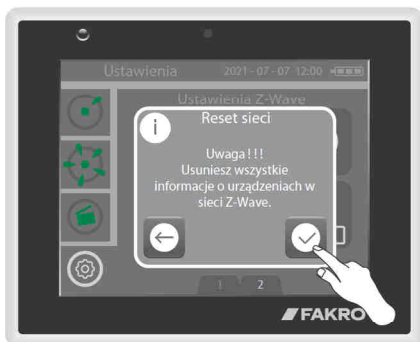 Ustawienia 2021 - 07 - 07 12:00
Ustawienia Z-Wave
i
Reset sieci
Uwaga ! ! !
Usuniesz wszystkie
informacje o urządzeniach w
sieci Z-Wave.
1 2
FAKRO